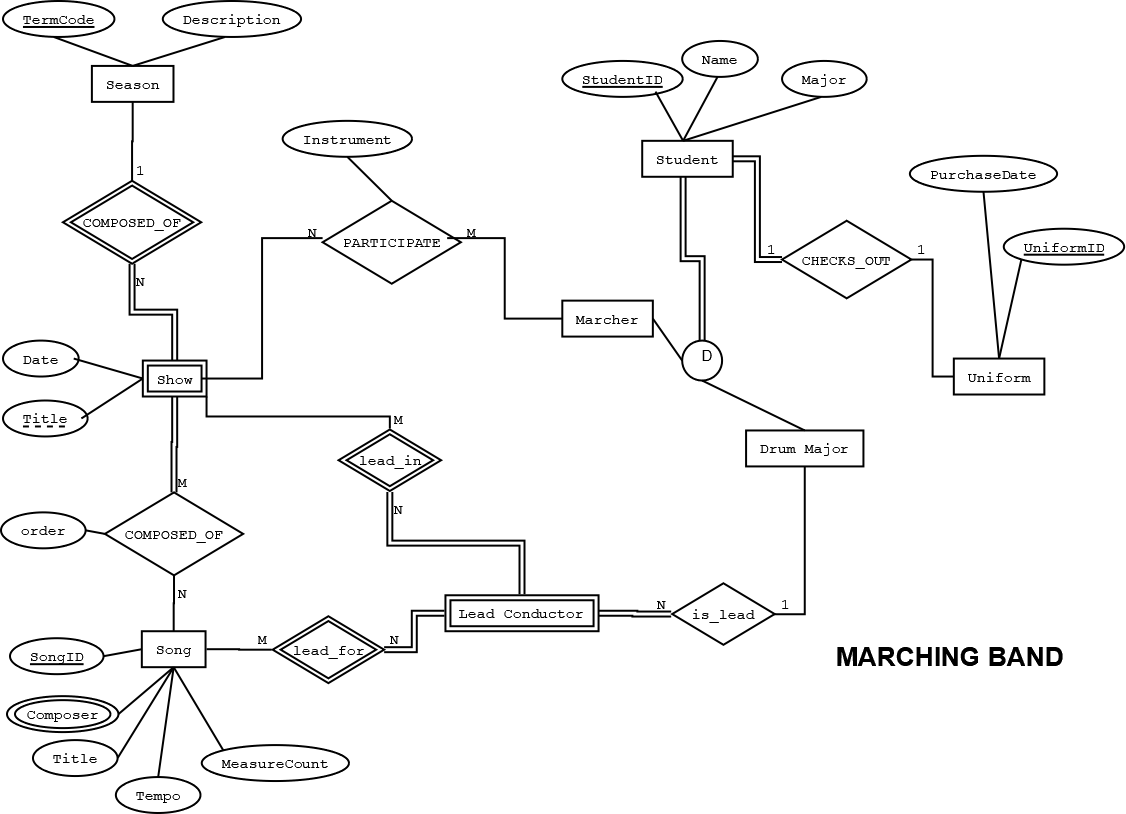 TermCode
Description
Season
1
COMPOSED_OF
N
Instrument
N
PARTICIPATE
M
StudentID
Name
Major
Student
1
CHECKS_OUT
1
PurchaseDate
UniformID
Uniform
Marcher
D
Drum Major
Date
Show
Title
M
lead_in
N
M
order
COMPOSED_OF
N
Lead Conductor
N
is_lead
1
SongID
Song
M
lead_for
N
Composer
Title
Tempo
MeasureCount
MARCHING BAND